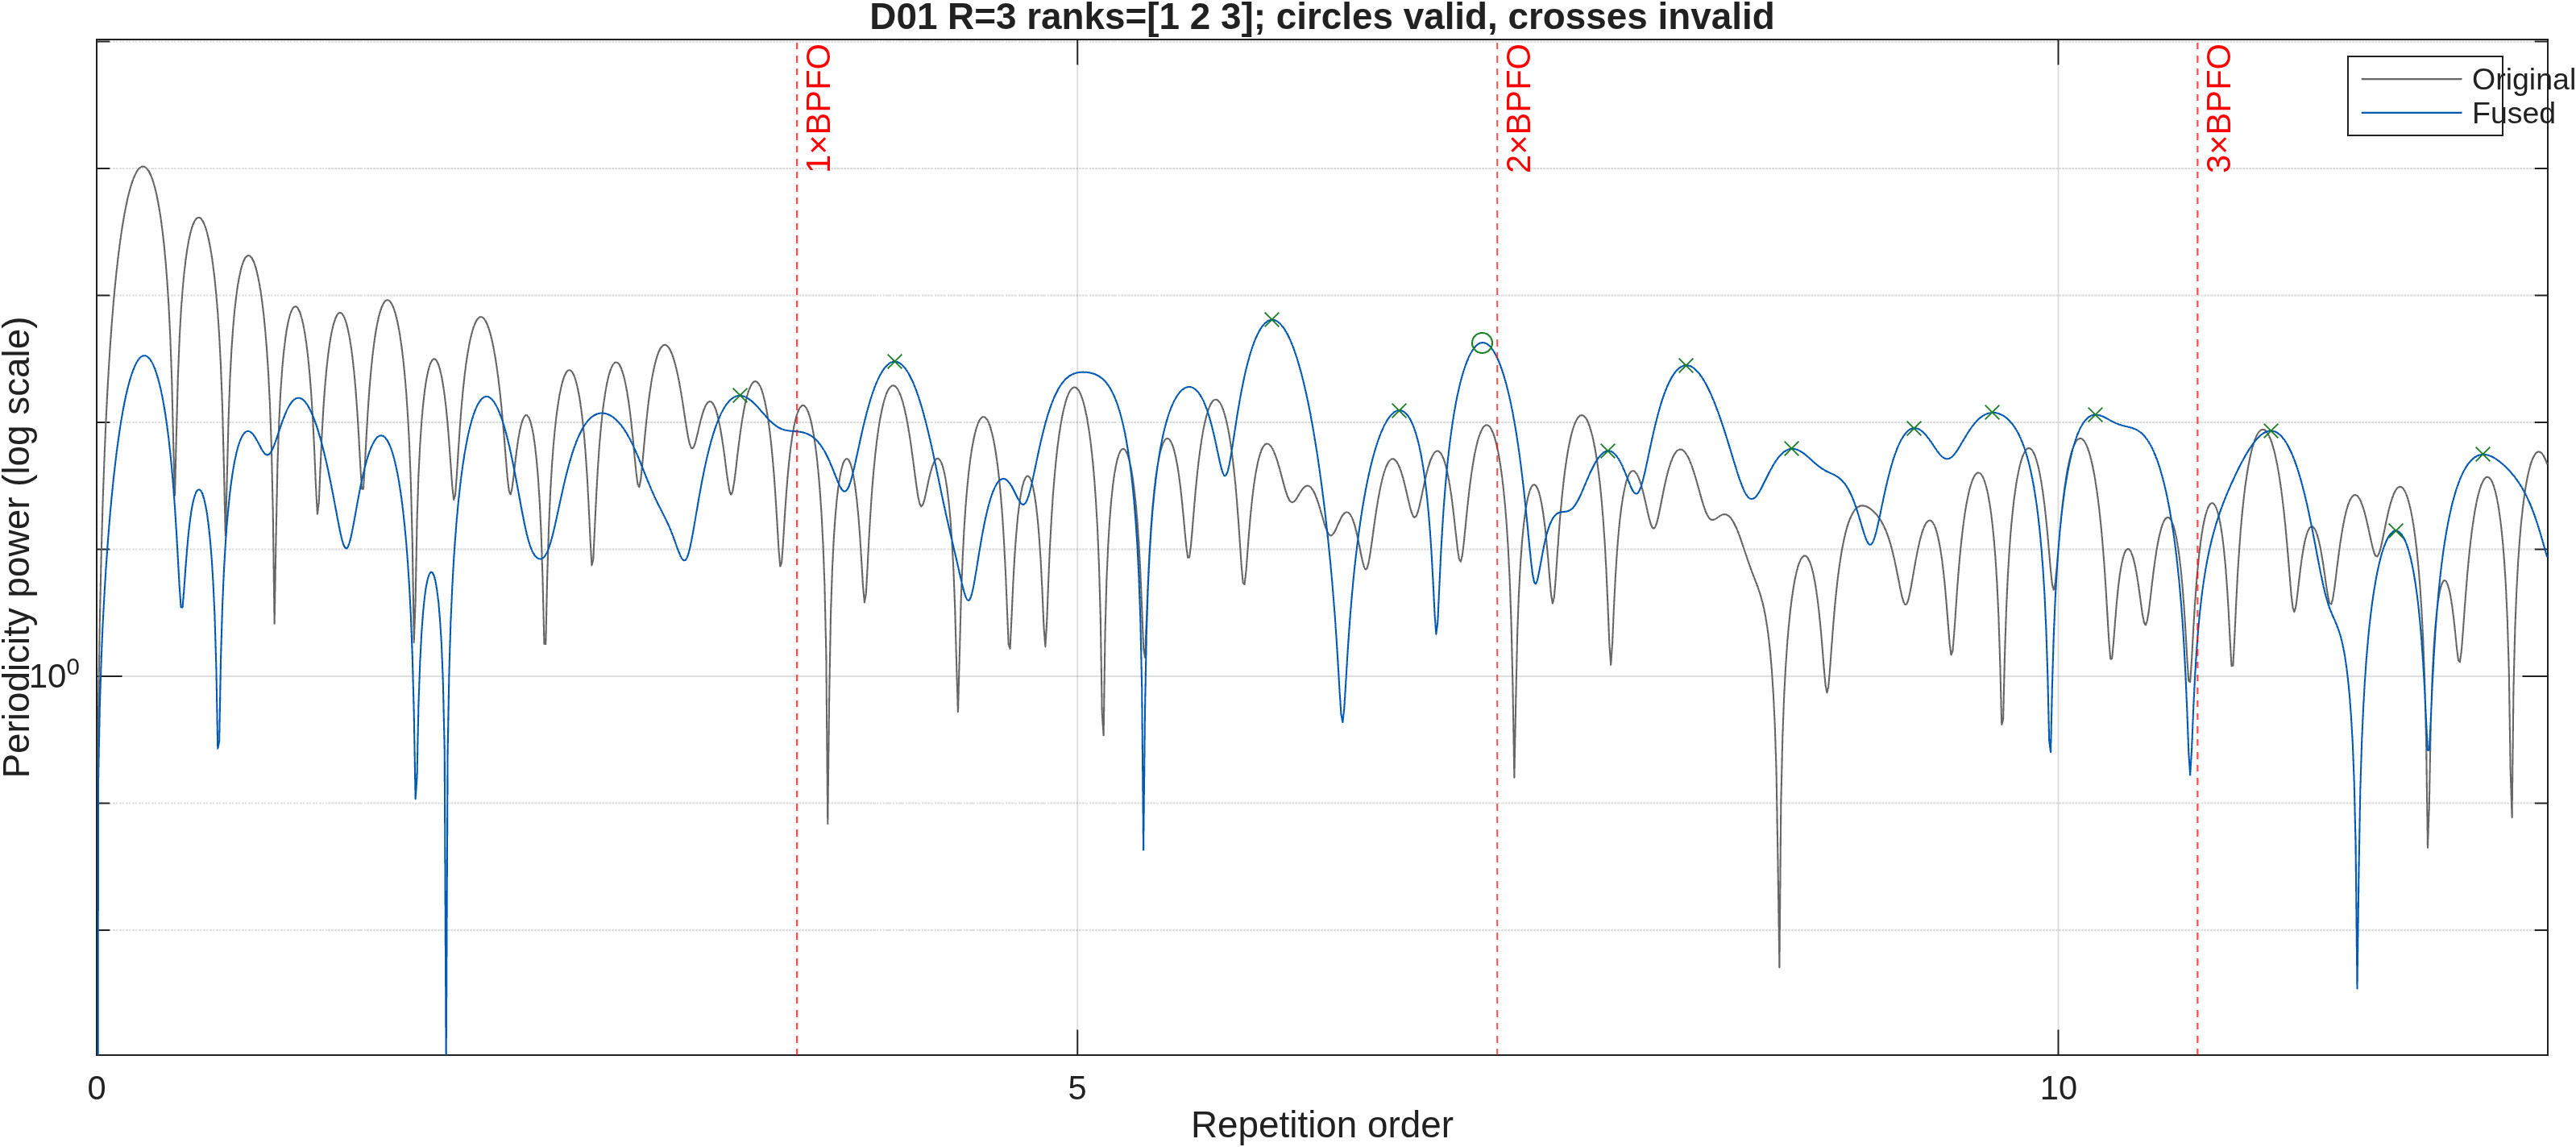 D01 R=3 ranks=[1 2 3]; circles valid, crosses invalid
1×BPFO
2×BPFO
3×BPFO
Original
Fused
Periodicity power (log scale)
10⁰
0
5
10
Repetition order